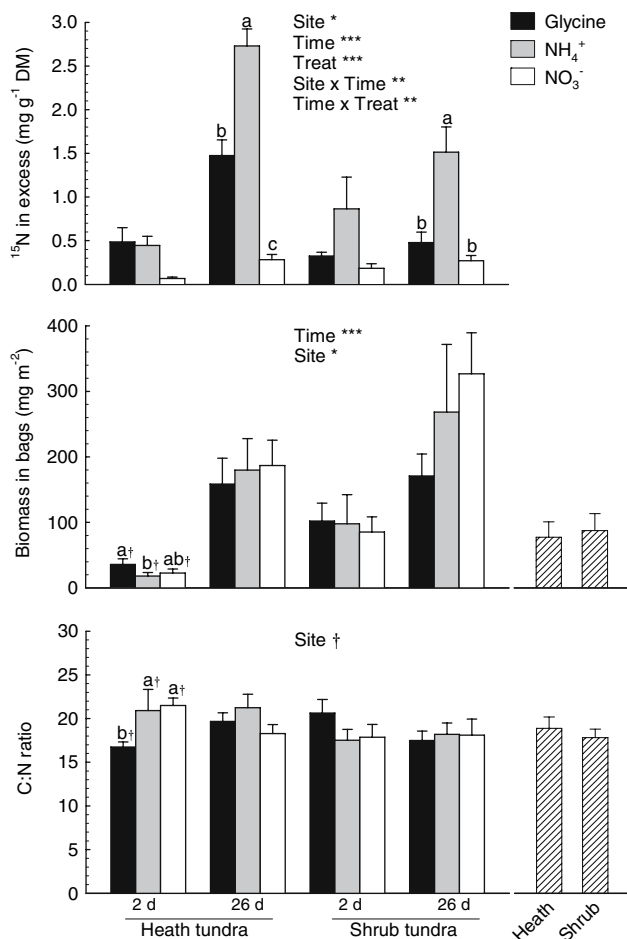 Site *
Time ***
Treat ***
Site x Time **
Time x Treat **
Glycine
NH₄⁺
NO₃⁻
¹⁵N in excess (mg g⁻¹ DM)
3.0
2.5
2.0
1.5
1.0
0.5
0.0
b
a
c
b
a
b
Time ***
Site *
Biomass in bags (mg m⁻²)
400
300
200
100
0
a†
b†
ab†
Site †
C:N ratio
30
25
20
15
10
5
0
b†
a†
a†
2 d
26 d
2 d
26 d
Heath tundra
Shrub tundra
Heath
Shrub